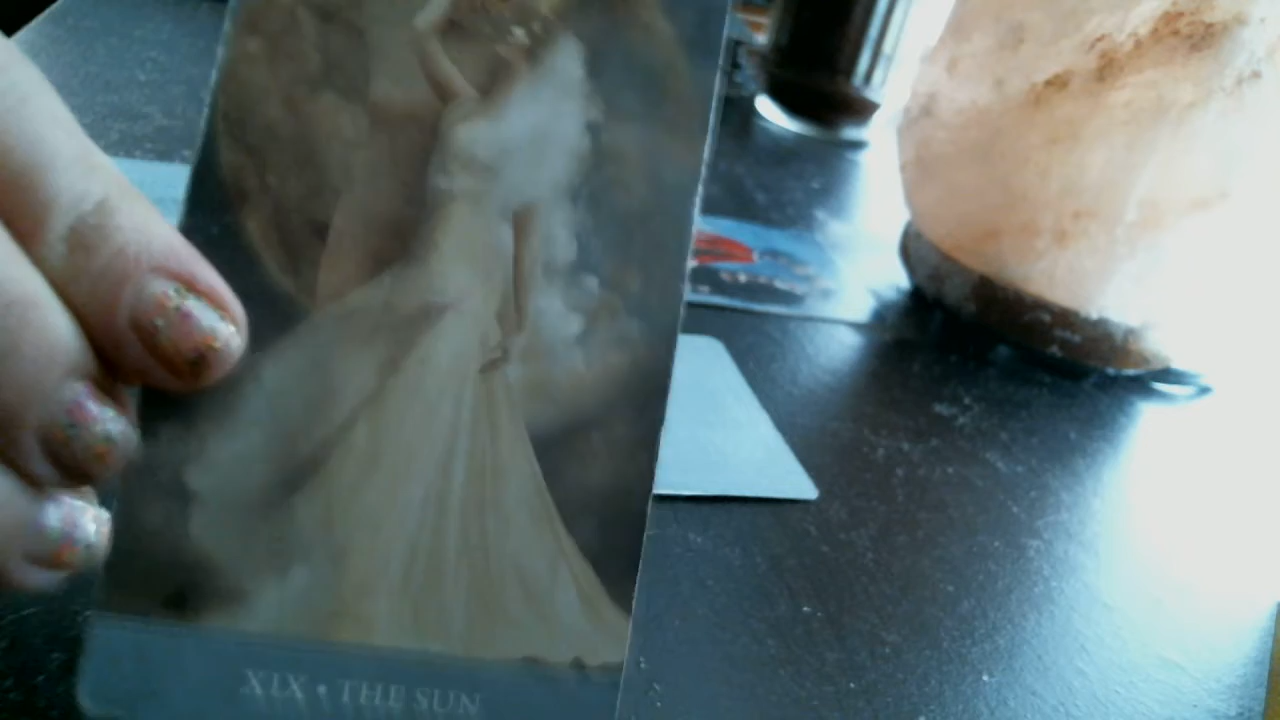 XIX • THE SUN